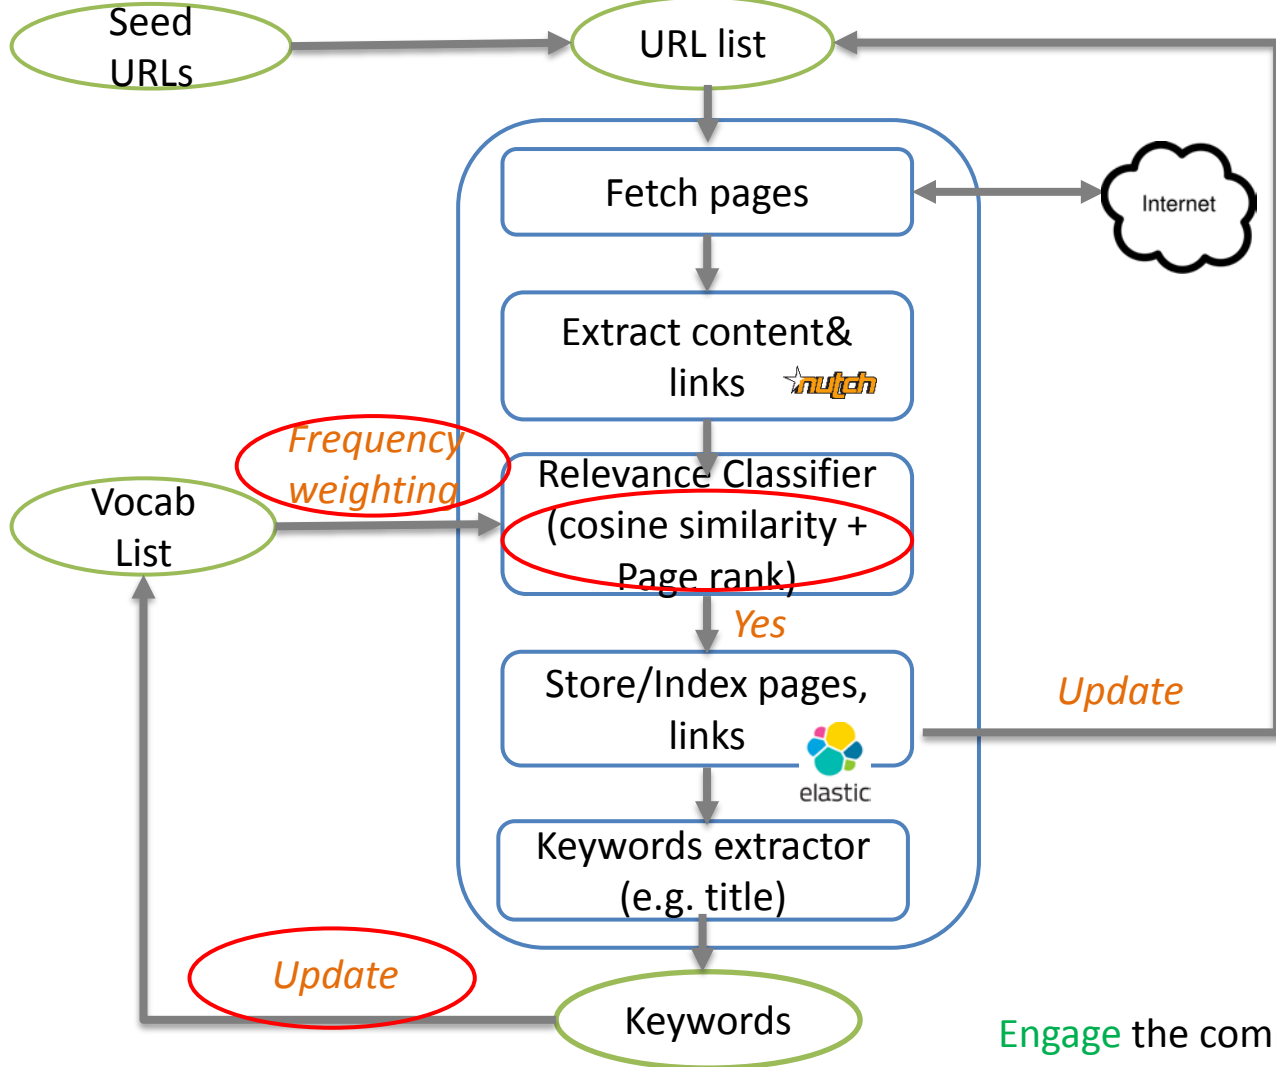 Seed
URLs
URL list
Fetch pages
Internet
Extract content&
links
nutch
Frequency
weighting
Relevance Classifier
(cosine similarity +
Page rank)
Vocab
List
Yes
Store/Index pages,
links
elastic
Update
Keywords extractor
(e.g. title)
Update
Keywords
Engage the com